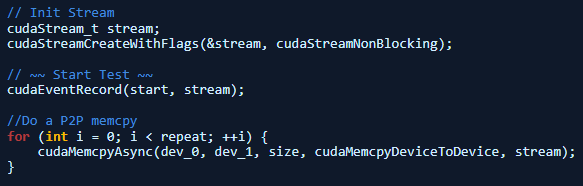 // Init Stream
cudaStream_t stream;
cudaStreamCreateWithFlags(&stream, cudaStreamNonBlocking);
// ~~ Start Test ~~
cudaEventRecord(start, stream);
//Do a P2P memcpy
for (int i = 0; i < repeat; ++i) {
    cudaMemcpyAsync(dev_0, dev_1, size, cudaMemcpyDeviceToDevice, stream);
}